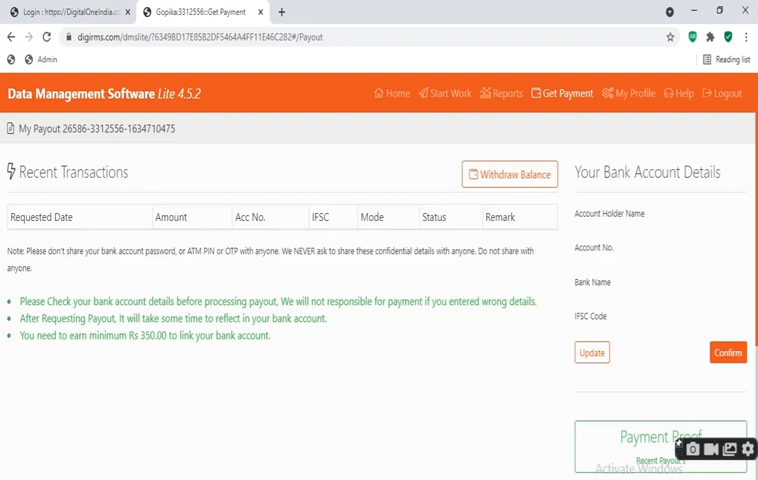 Login : https://DigitalOneIndia.co
Gopika:3312556::Get Payment
digirms.com/dmslite/?6349BD17E85B2DF5464A4FF11E46C282#/Payout
Admin
Reading list
Data Management Software Lite 4.5.2
Home
Start Work
Reports
Get Payment
My Profile
Help
Logout
My Payout 26586-3312556-1634710475
Recent Transactions
Withdraw Balance
Requested Date Amount Acc No. IFSC Mode Status Remark
Note: Please don't share your bank account password, or ATM PIN or OTP with anyone. We NEVER ask to share these confidential details with anyone. Do not share with
anyone.
Please Check your bank account details before processing payout, We will not responsible for payment if you entered wrong details.
After Requesting Payout, It will take some time to reflect in your bank account.
You need to earn minimum Rs 350.00 to link your bank account.
Your Bank Account Details
Account Holder Name
Account No.
Bank Name
IFSC Code
Update
Confirm
Payment Proof
Recent Payout's
Activate Windows